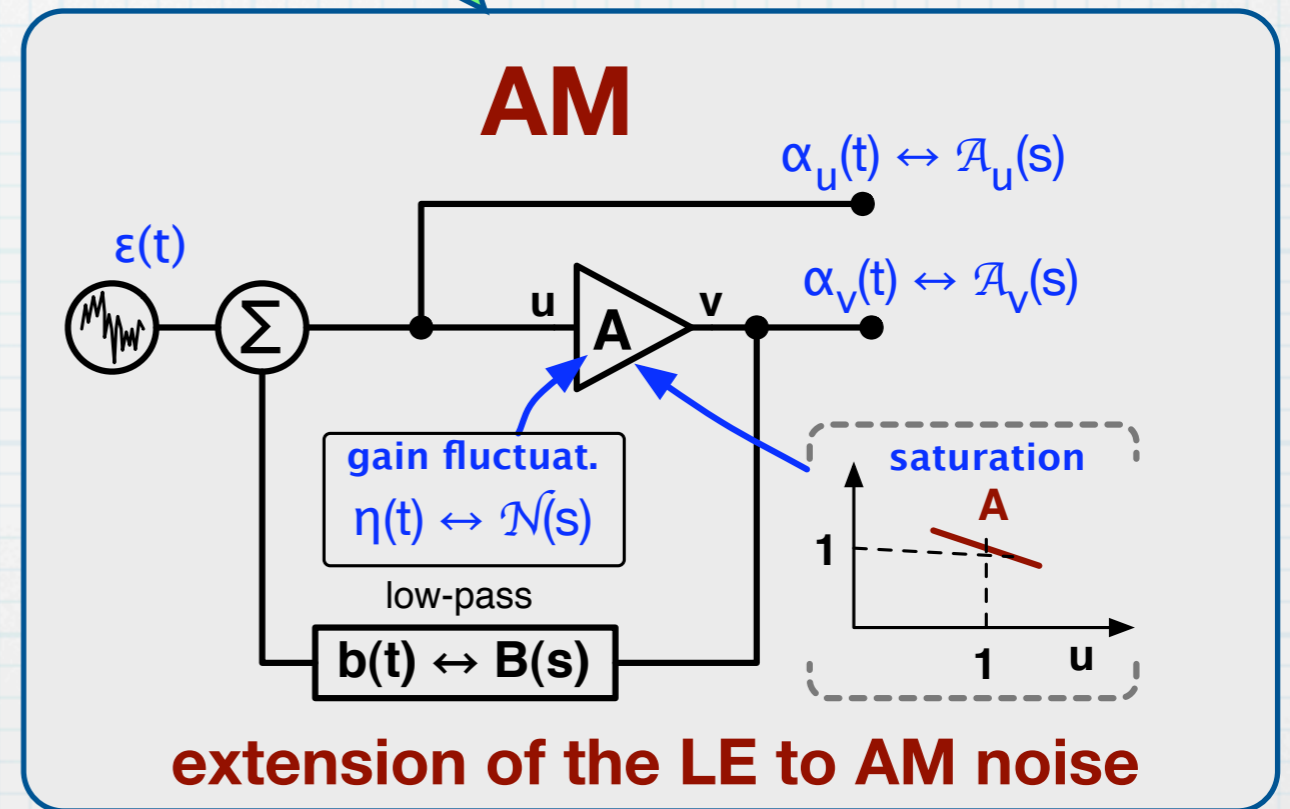 AM
αu(t) ↔ 𝒜u(s)
ε(t)
αv(t) ↔ 𝒜v(s)
Σ
u
A
v
gain fluctuat.
η(t) ↔ 𝒩(s)
saturation
A
1
1
u
low-pass
b(t) ↔ B(s)
extension of the LE to AM noise